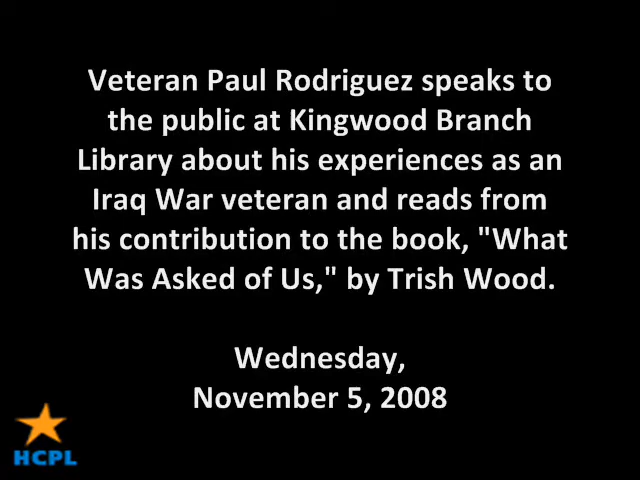 Veteran Paul Rodriguez speaks to
the public at Kingwood Branch
Library about his experiences as an
Iraq War veteran and reads from
his contribution to the book, "What
Was Asked of Us," by Trish Wood.
Wednesday,
November 5, 2008
HCPL